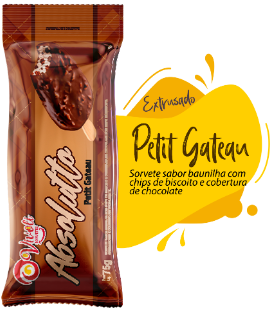 Absolutto
Petit Gateau
75g
Extrusado
Petit Gateau
Sorvete sabor baunilha com
chips de biscoito e cobertura
de chocolate